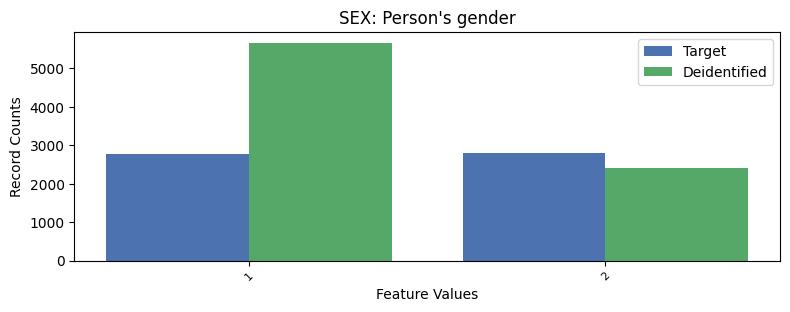 SEX: Person's gender
Target
Deidentified
Record Counts
5000
4000
3000
2000
1000
0
1
2
Feature Values